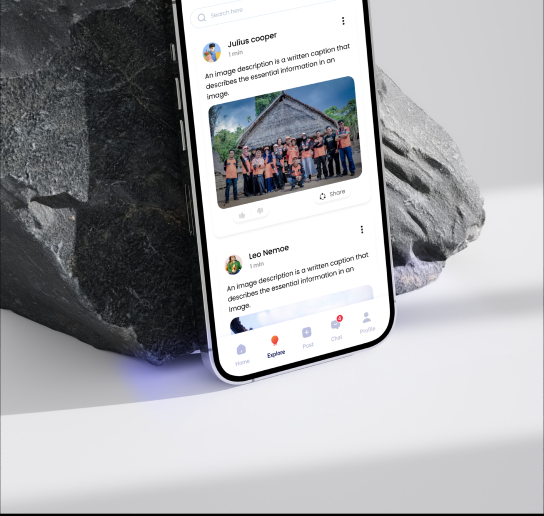 Search here
Julius cooper
1 min
An image description is a written caption that
describes the essential information in an
image.
Share
Leo Nemoe
1 min
An image description is a written caption that
describes the essential information in an
image.
Home
Explore
Post
4
Chat
Profile